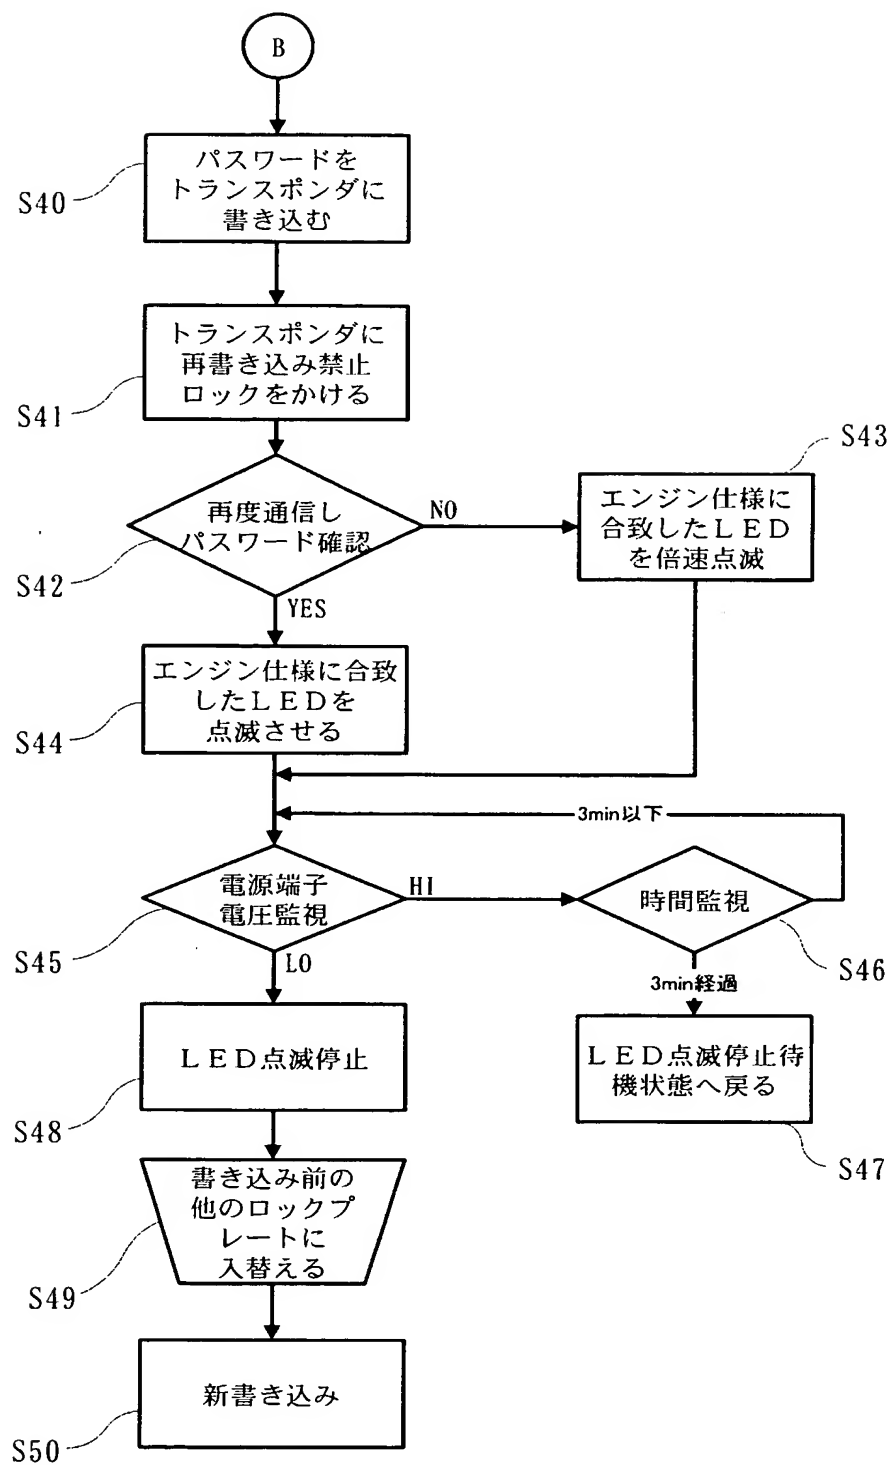 B
パスワードを
トランスポンダに
書き込む
S40
トランスポンダに
再書き込み禁止
ロックをかける
S41
S43
エンジン仕様に
合致したLED
を倍速点滅
再度通信し
パスワード確認
NO
S42
YES
エンジン仕様に合致
したLEDを
点滅させる
S44
3min以下
電源端子
電圧監視
HI
時間監視
S45
LO
S46
3min経過
LED点滅停止
LED点滅停止待
機状態へ戻る
S48
S47
書き込み前の
他のロックプ
レートに
入替える
S49
新書き込み
S50